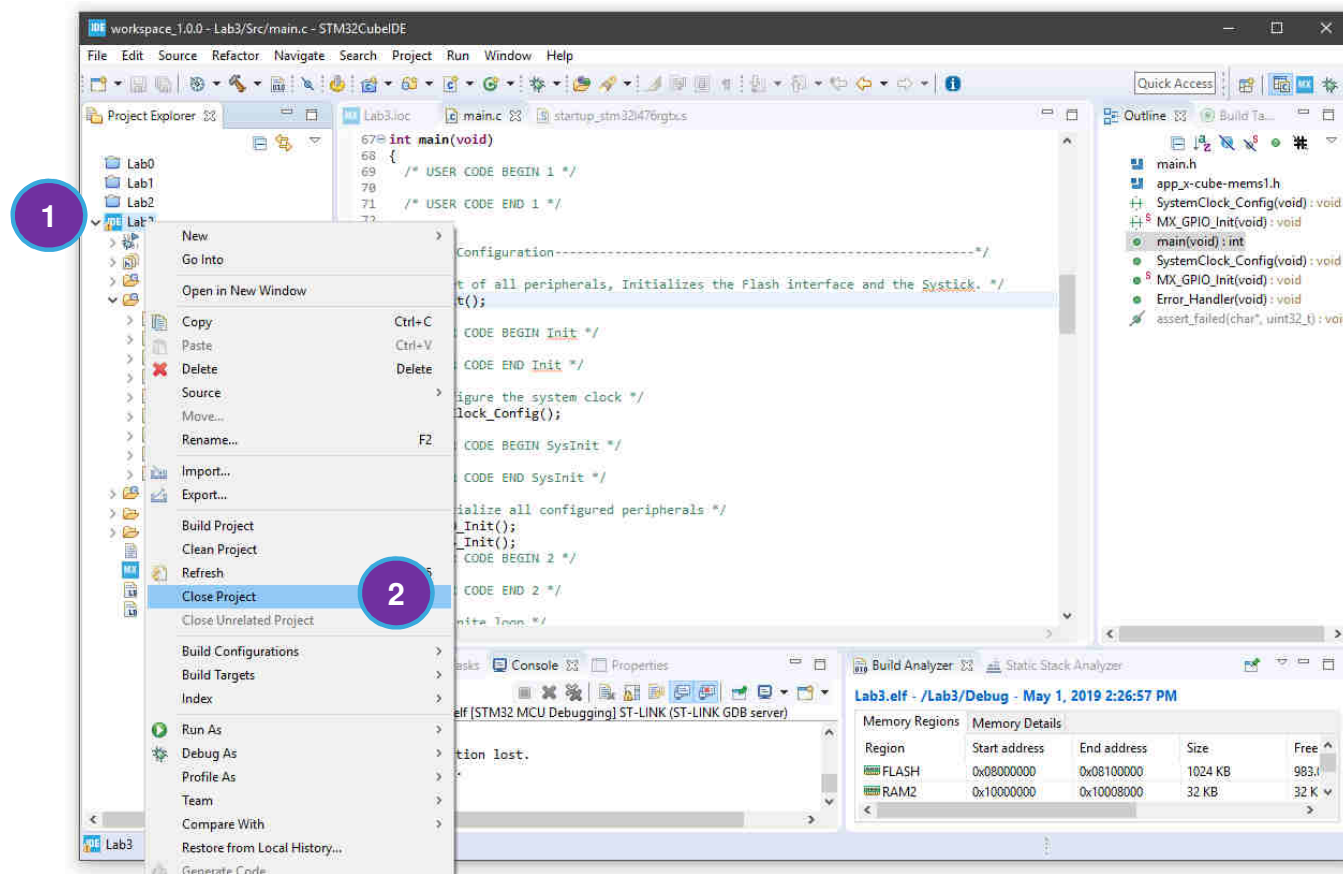 workspace_1.0.0 - Lab3/Src/main.c - STM32CubeIDE
File Edit Source Refactor Navigate Search Project Run Window Help
Quick Access
Project Explorer
Lab3.ioc main.c startup_stm32l476rgtx.s
Outline Build Ta...
Lab0
Lab1
Lab2
1
67 int main(void)
68 {
69 /* USER CODE BEGIN 1 */
70
71 /* USER CODE END 1 */
72
Configuration---------------------------------------------------------*/
t of all peripherals, Initializes the Flash interface and the Systick. */
t();
CODE BEGIN Init */
CODE END Init */
igure the system clock */
lock_Config();
CODE BEGIN SysInit */
CODE END SysInit */
ialize all configured peripherals */
_Init();
_Init();
CODE BEGIN 2 */
CODE END 2 */
nite loop */
New
Go Into
Open in New Window
Copy Ctrl+C
Paste Ctrl+V
Delete Delete
Source
Move...
Rename... F2
Import...
Export...
Build Project
Clean Project
Refresh
Close Project
2
Close Unrelated Project
Build Configurations
Build Targets
Index
Run As
Debug As
Profile As
Team
Compare With
Restore from Local History...
Generate Code
main.h
app_x-cube-mems1.h
SystemClock_Config(void) : void
MX_GPIO_Init(void) : void
main(void) : int
SystemClock_Config(void) : void
MX_GPIO_Init(void) : void
Error_Handler(void) : void
assert_failed(char*, uint32_t) : voi
asks Console Properties
elf [STM32 MCU Debugging] ST-LINK (ST-LINK GDB server)
tion lost.
Build Analyzer Static Stack Analyzer
Lab3.elf - /Lab3/Debug - May 1, 2019 2:26:57 PM
Memory Regions Memory Details
Region Start address End address Size Free
FLASH 0x08000000 0x08100000 1024 KB 983.
RAM2 0x10000000 0x10008000 32 KB 32 K
Lab3